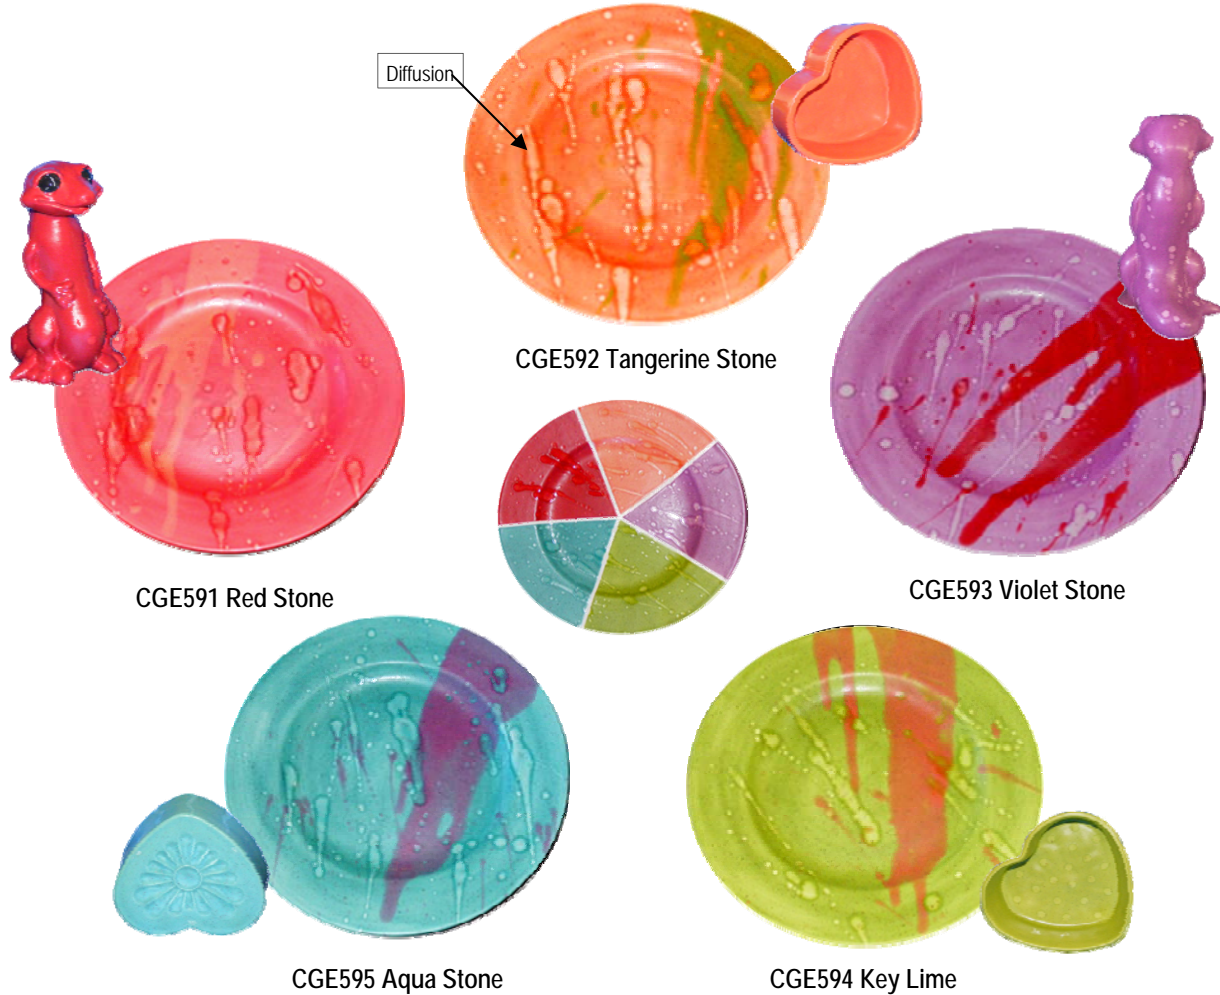 Diffusion
CGE592 Tangerine Stone
CGE591 Red Stone
CGE593 Violet Stone
CGE595 Aqua Stone
CGE594 Key Lime